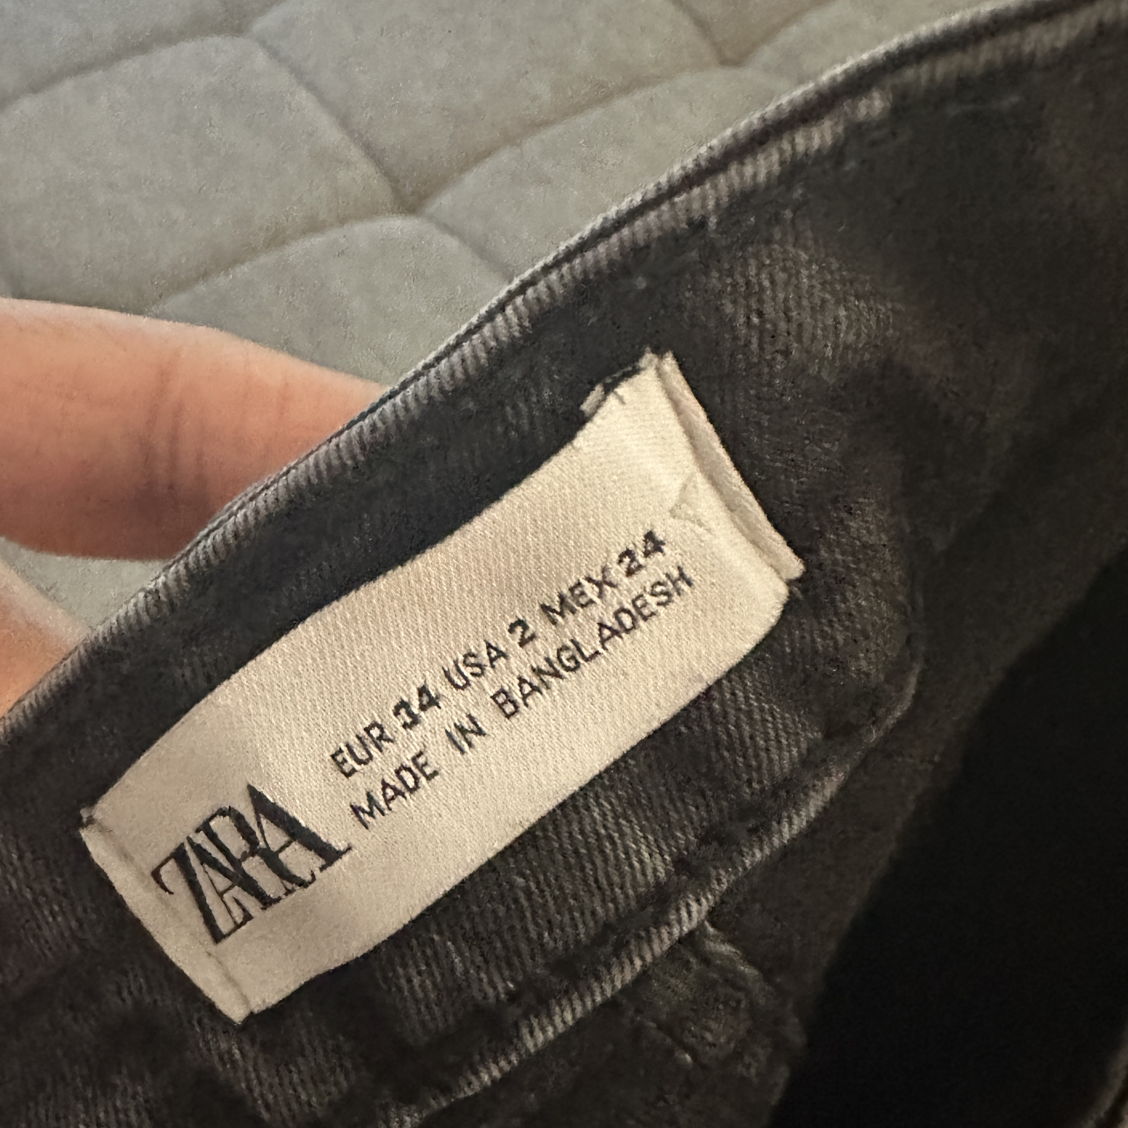 ZARA
EUR 34 USA 2 MEX 24
MADE IN BANGLADESH